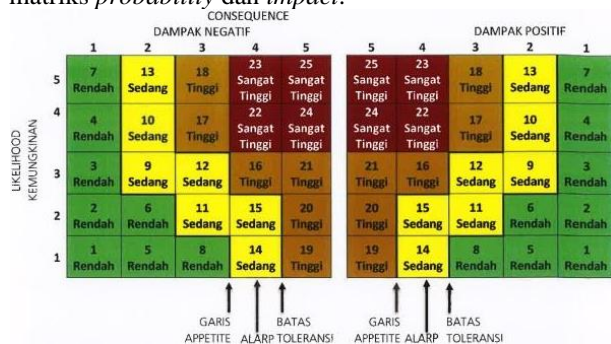 matriks probability dan impact:
CONSEQUENCE
DAMPAK NEGATIF DAMPAK POSITIF
1 2 3 4 5 5 4 3 2 1
LIKELIHOOD
KEMUNGKINAN
5 7 13 18 23 25 25 23 18 13 7
Rendah Sedang Tinggi Sangat Tinggi Sangat Tinggi Sangat Tinggi Sangat Tinggi Tinggi Sedang Rendah
4 4 10 17 22 24 24 22 17 10 4
Rendah Sedang Tinggi Sangat Tinggi Sangat Tinggi Sangat Tinggi Sangat Tinggi Tinggi Sedang Rendah
3 3 9 12 16 21 21 16 12 9 3
Rendah Sedang Sedang Tinggi Tinggi Tinggi Tinggi Sedang Sedang Rendah
2 2 6 11 15 20 20 15 11 6 2
Rendah Rendah Sedang Sedang Tinggi Tinggi Sedang Sedang Rendah Rendah
1 1 5 8 14 19 19 14 8 5 1
Rendah Rendah Rendah Sedang Tinggi Tinggi Sedang Rendah Rendah Rendah
GARIS BATAS GARIS BATAS
APPETITE ALARP TOLERANSI APPETITE ALARP TOLERANSI